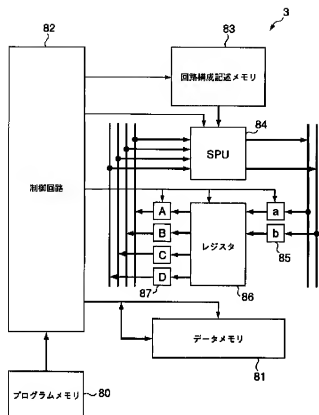 3
82
83
回路構成記述メモリ
84
SPU
制御回路
A
B
C
D
レジスタ
a
b
85
87
86
データメモリ
81
プログラムメモリ
80